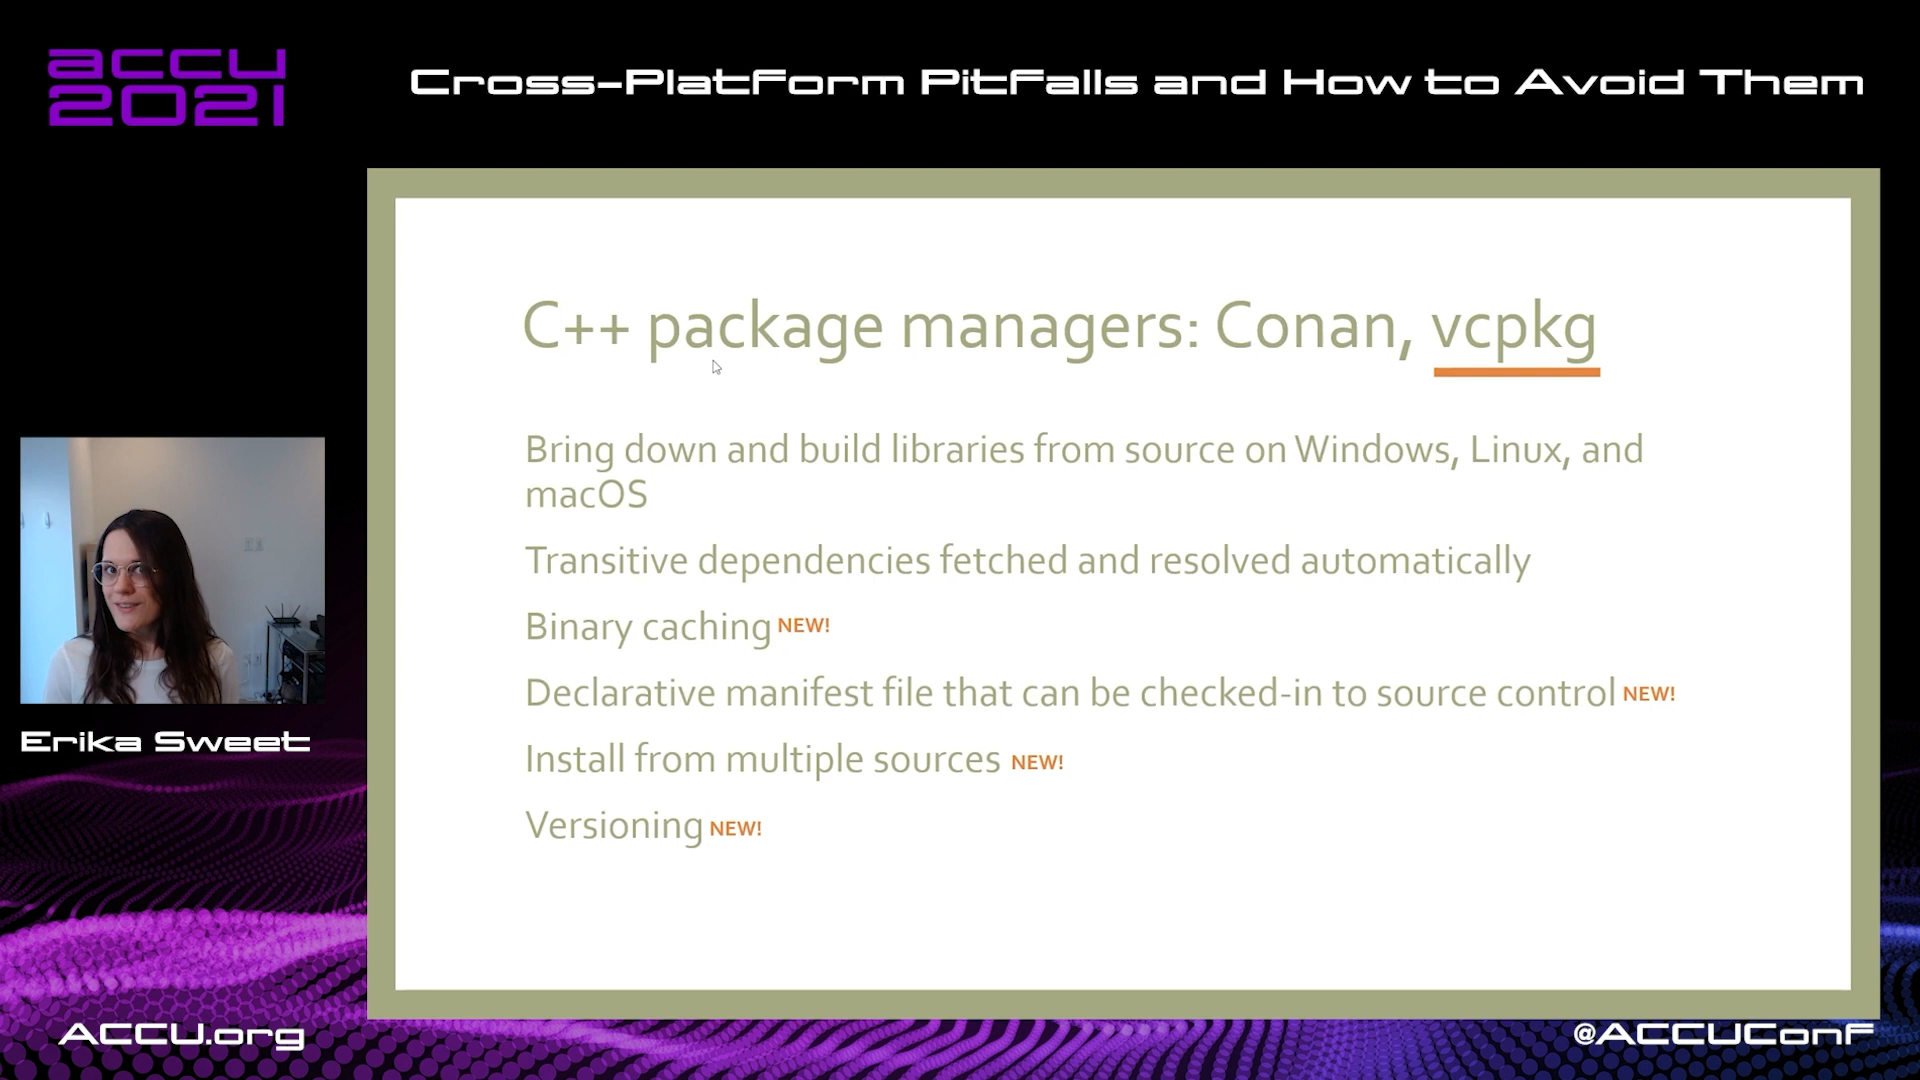 accu
2021
Cross-Platform Pitfalls and How to Avoid Them
C++ package managers: Conan, vcpkg
Bring down and build libraries from source on Windows, Linux, and
macOS
Transitive dependencies fetched and resolved automatically
Binary caching NEW!
Declarative manifest file that can be checked-in to source control NEW!
Install from multiple sources NEW!
Versioning NEW!
Erika Sweet
ACCU.org
@ACCUConf